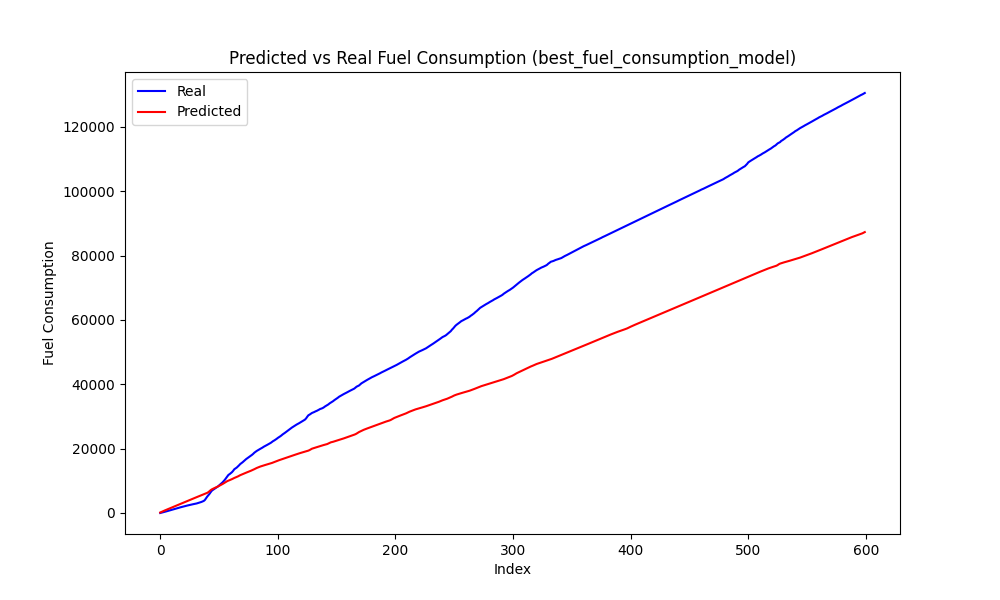 Predicted vs Real Fuel Consumption (best_fuel_consumption_model)
Real
Predicted
120000
100000
80000
60000
40000
20000
0
Fuel Consumption
0 100 200 300 400 500 600
Index